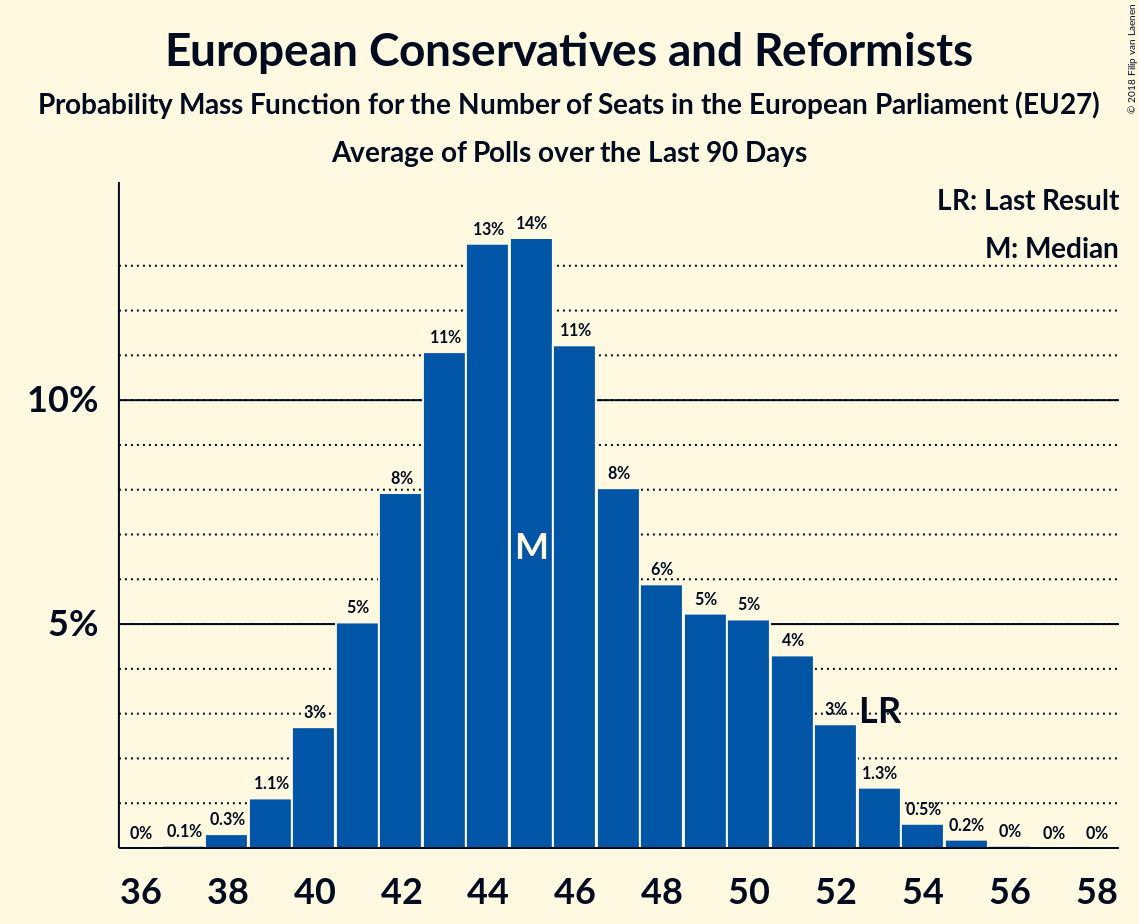 European Conservatives and Reformists
Probability Mass Function for the Number of Seats in the European Parliament (EU27)
Average of Polls over the Last 90 Days
© 2018 Filip van Laenen
LR: Last Result
M: Median
10%
5%
0%
0.1%
0.3%
1.1%
3%
5%
8%
11%
13%
14%
11%
8%
6%
5%
5%
4%
3%
1.3%
0.5%
0.2%
0%
0%
0%
M
LR
36 38 40 42 44 46 48 50 52 54 56 58